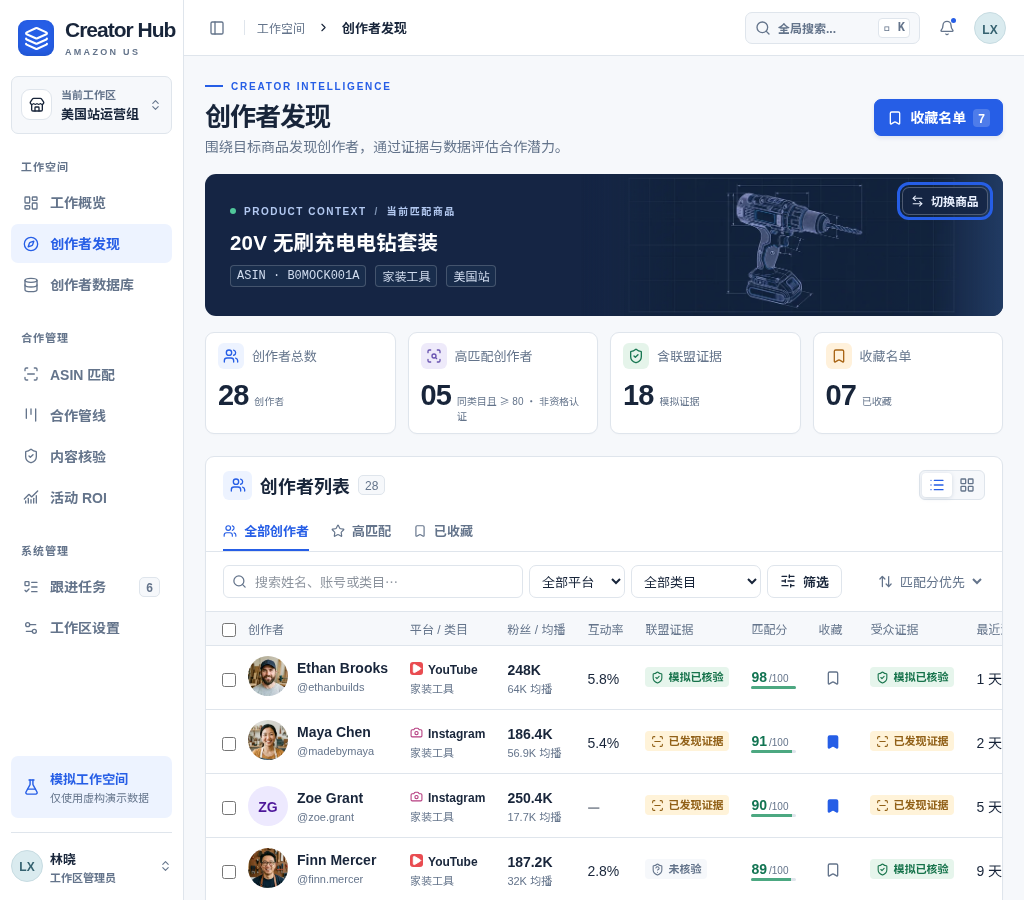 Creator Hub
AMAZON US
当前工作区
美国站运营组
工作空间
工作概览
创作者发现
创作者数据库
合作管理
ASIN 匹配
合作管线
内容核验
活动 ROI
系统管理
跟进任务 6
工作区设置
模拟工作空间
仅使用虚构演示数据
LX 林晓
工作区管理员
工作空间 创作者发现
全局搜索... K
LX
CREATOR INTELLIGENCE
创作者发现
围绕目标商品发现创作者，通过证据与数据评估合作潜力。
收藏名单 7
PRODUCT CONTEXT / 当前匹配商品
20V 无刷充电电钻套装
ASIN · B0MOCK001A 家装工具 美国站
切换商品
创作者总数
28 创作者
高匹配创作者
05 同类目且 ≥ 80 · 非资格认
证
含联盟证据
18 模拟证据
收藏名单
07 已收藏
创作者列表 28
全部创作者 高匹配 已收藏
搜索姓名、账号或类目… 全部平台 全部类目 筛选 匹配分优先
创作者 平台 / 类目 粉丝 / 均播 互动率 联盟证据 匹配分 收藏 受众证据 最近
Ethan Brooks YouTube 248K 5.8% 模拟已核验 98 /100 模拟已核验 1 天
@ethanbuilds 家装工具 64K 均播
Maya Chen Instagram 186.4K 5.4% 已发现证据 91 /100 已发现证据 2 天
@madebymaya 家装工具 56.9K 均播
ZG Zoe Grant Instagram 250.4K — 已发现证据 90 /100 已发现证据 5 天
@zoe.grant 家装工具 17.7K 均播
Finn Mercer YouTube 187.2K 2.8% 未核验 89 /100 模拟已核验 9 天
@finn.mercer 家装工具 32K 均播